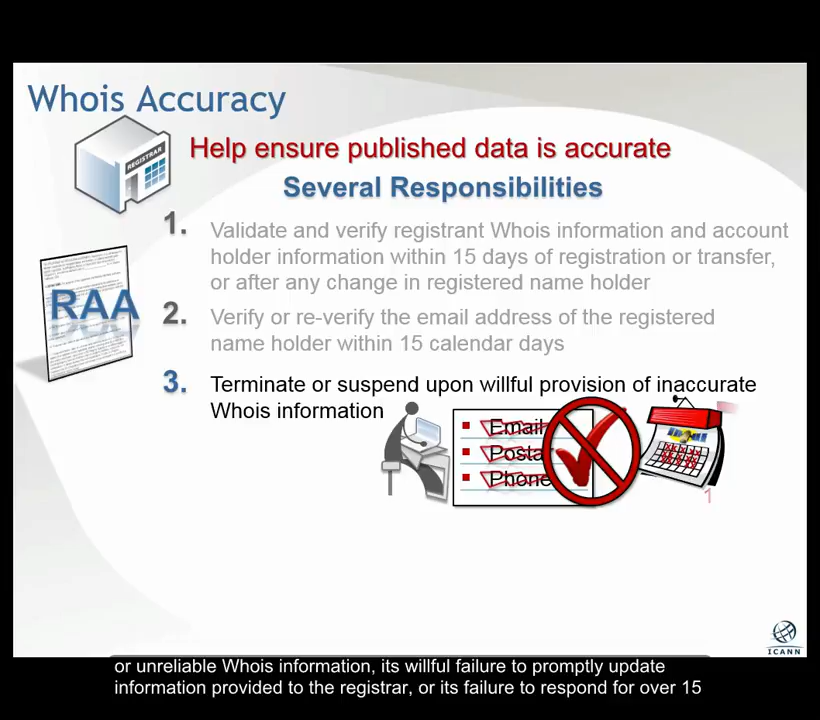 Whois Accuracy
REGISTRAR
Help ensure published data is accurate
Several Responsibilities
1. Validate and verify registrant Whois information and account
holder information within 15 days of registration or transfer,
or after any change in registered name holder
RAA
2. Verify or re-verify the email address of the registered
name holder within 15 calendar days
3. Terminate or suspend upon willful provision of inaccurate
Whois information
Email
Posta
Phone
1
ICANN
or unreliable Whois information, its willful failure to promptly update
information provided to the registrar, or its failure to respond for over 15